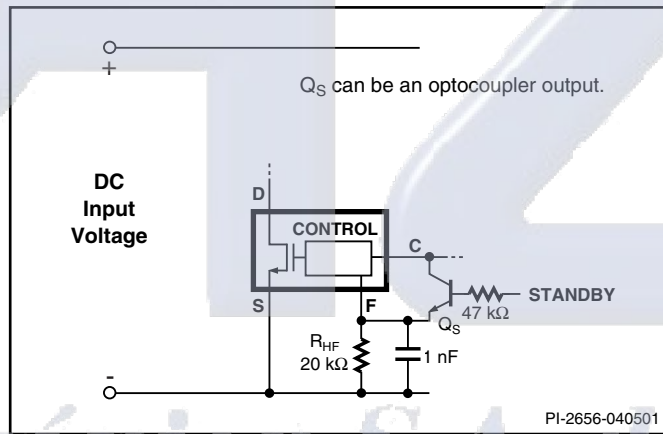 +
Q_S can be an optocoupler output.
DC
Input
Voltage
D
CONTROL
C
S
F
STANDBY
47 kΩ
Q_S
R_HF
20 kΩ
1 nF
-
PI-2656-040501